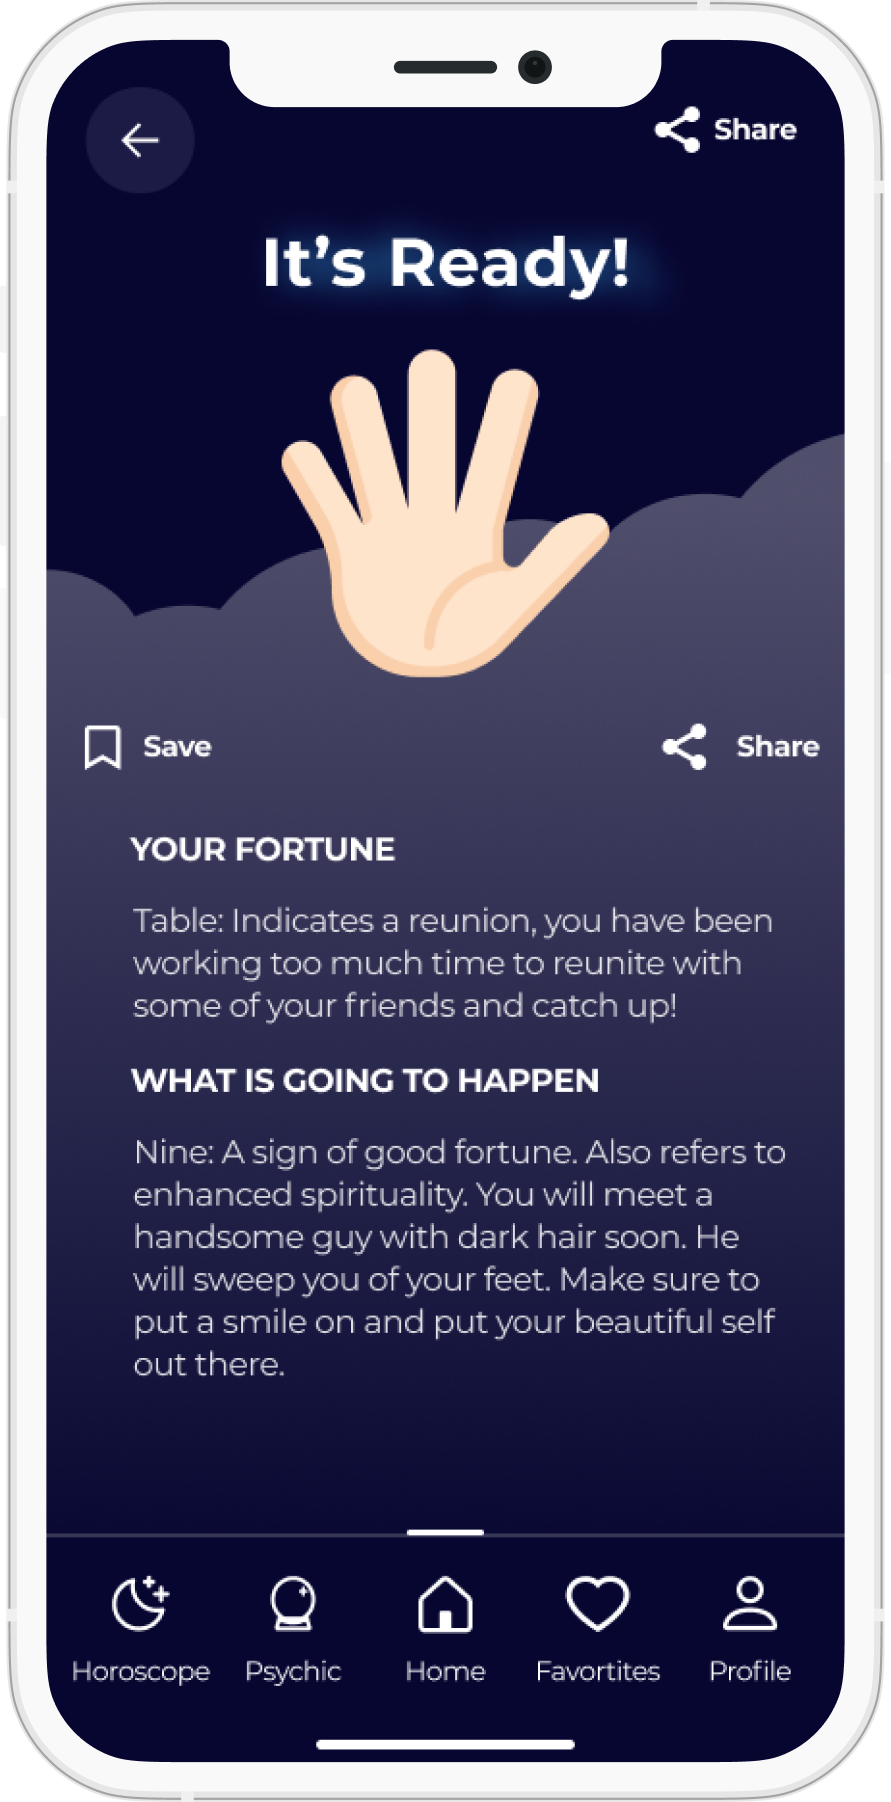 Share
It's Ready!
Save
Share
YOUR FORTUNE
Table: Indicates a reunion, you have been
working too much time to reunite with
some of your friends and catch up!
WHAT IS GOING TO HAPPEN
Nine: A sign of good fortune. Also refers to
enhanced spirituality. You will meet a
handsome guy with dark hair soon. He
will sweep you of your feet. Make sure to
put a smile on and put your beautiful self
out there.
Horoscope
Psychic
Home
Favortites
Profile